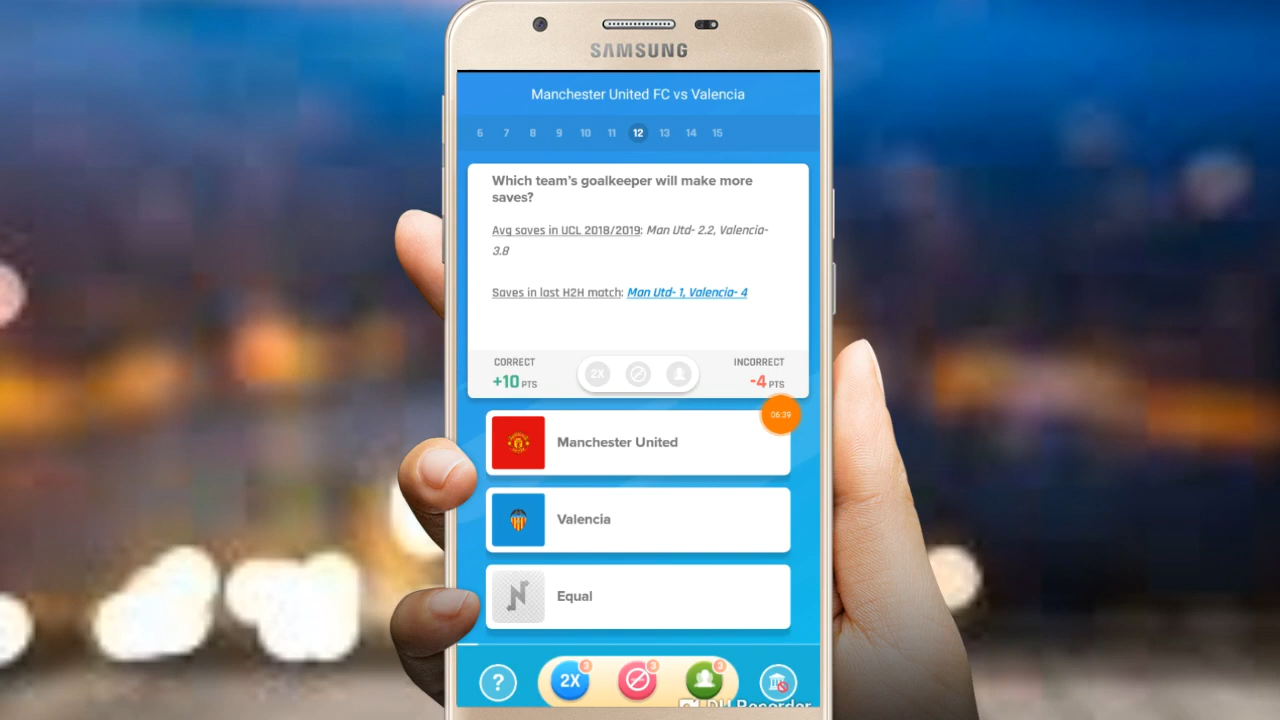 SAMSUNG
Manchester United FC vs Valencia
6 7 8 9 10 11 12 13 14 15
Which team's goalkeeper will make more
saves?
Avg saves in UCL 2018/2019: Man Utd- 2.2, Valencia-
3.8
Saves in last H2H match: Man Utd- 1, Valencia- 4
CORRECT
+10 PTS
2X
INCORRECT
-4 PTS
06:39
Manchester United
Valencia
Equal
?
2X
3
3
3
DU Recorder